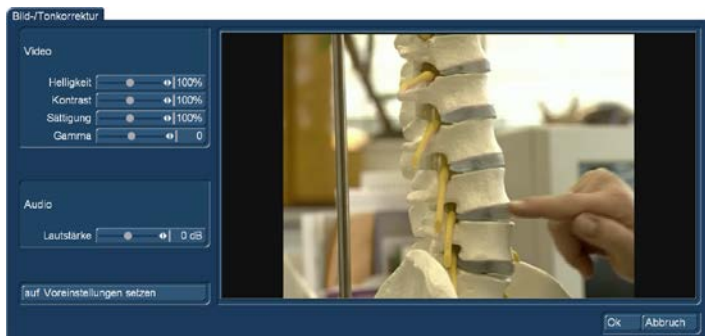 Bild-/Tonkorrektur
Video
Helligkeit 100%
Kontrast 100%
Sättigung 100%
Gamma 0
Audio
Lautstärke 0 dB
auf Voreinstellungen setzen
Ok Abbruch